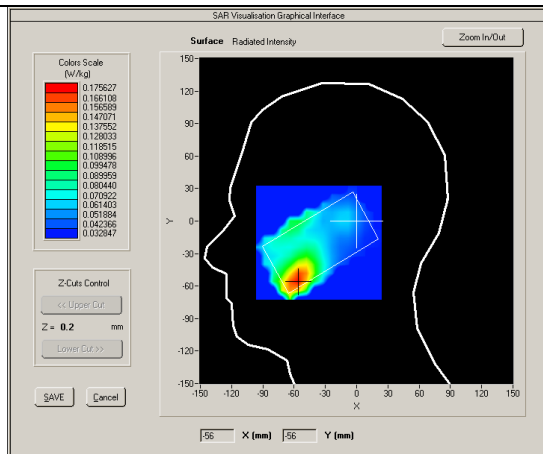 SAR Visualisation Graphical Interface
Surface Radiated Intensity
Zoom In/Out
Colors Scale
(W/kg)
0.175627
0.166108
0.156589
0.147071
0.137552
0.128033
0.118515
0.108996
0.099478
0.089959
0.080440
0.070922
0.061403
0.051884
0.042366
0.032847
Z-Cuts Control
<< Upper Cut
Z = 0.2 mm
Lower Cut >>
SAVE Cancel
150
120
90
60
30
0
-30
-60
-90
-120
-150
Y
-150 -120 -90 -60 -30 0 30 60 90 120 150
X
-56 X (mm) -56 Y (mm)